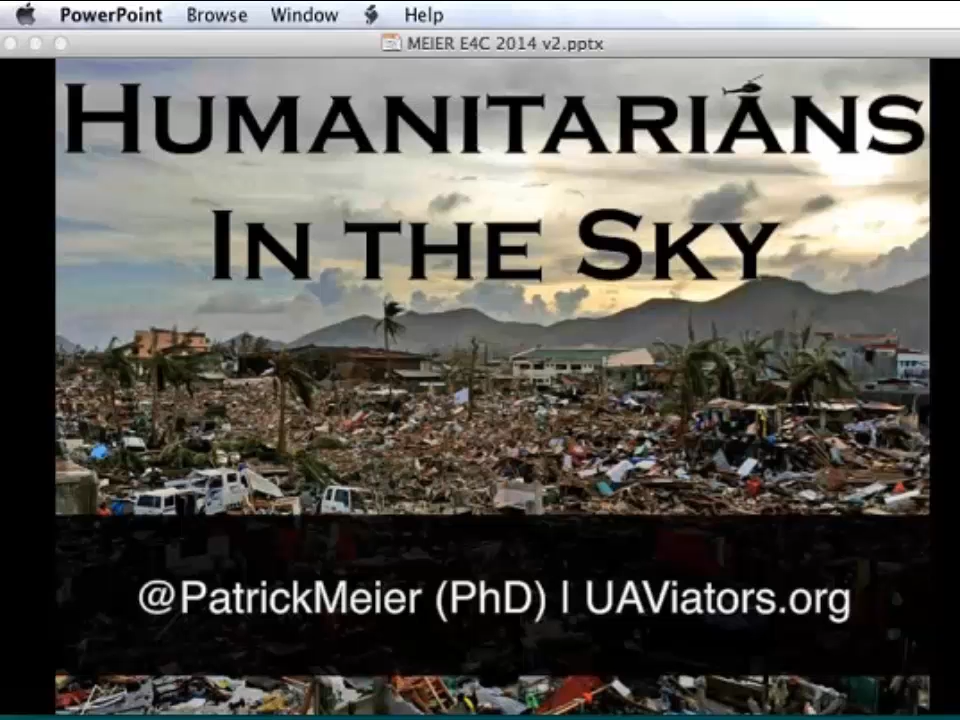 PowerPoint Browse Window Help
MEIER E4C 2014 v2.pptx
HUMANITARIANS
IN THE SKY
@PatrickMeier (PhD) | UAViators.org